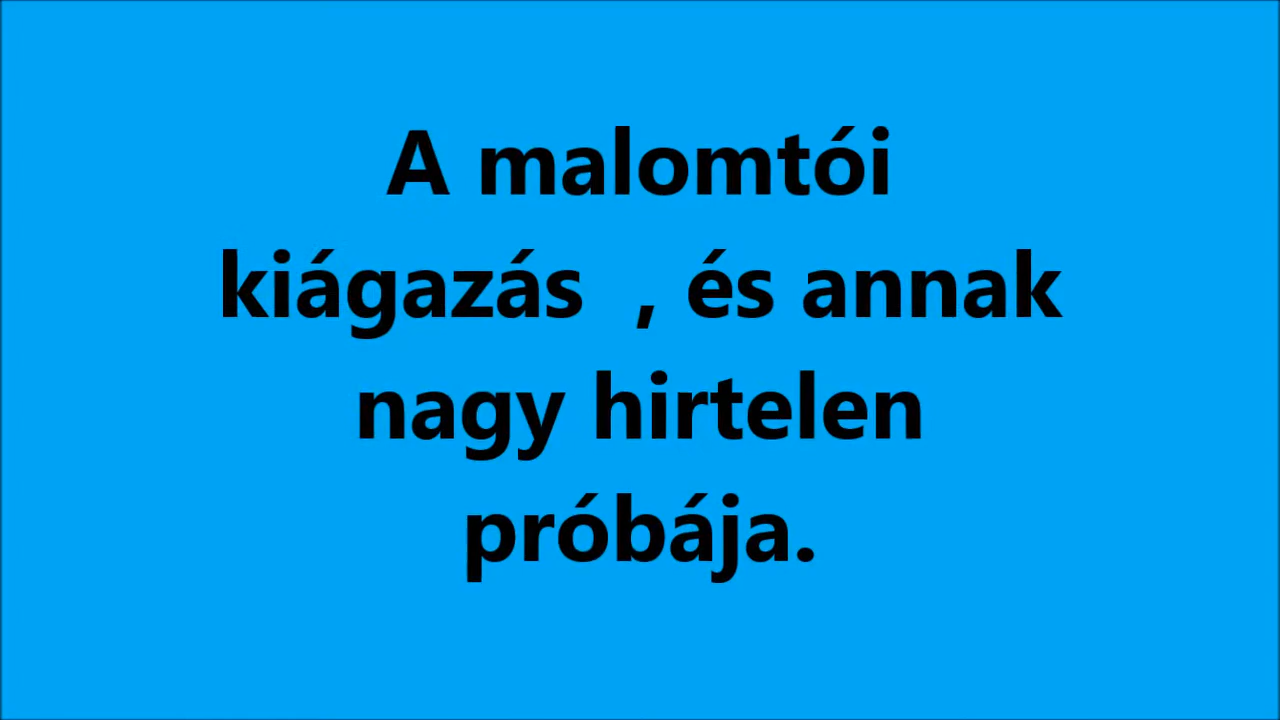 A malomtói
kiágazás  , és annak
nagy hirtelen
próbája.